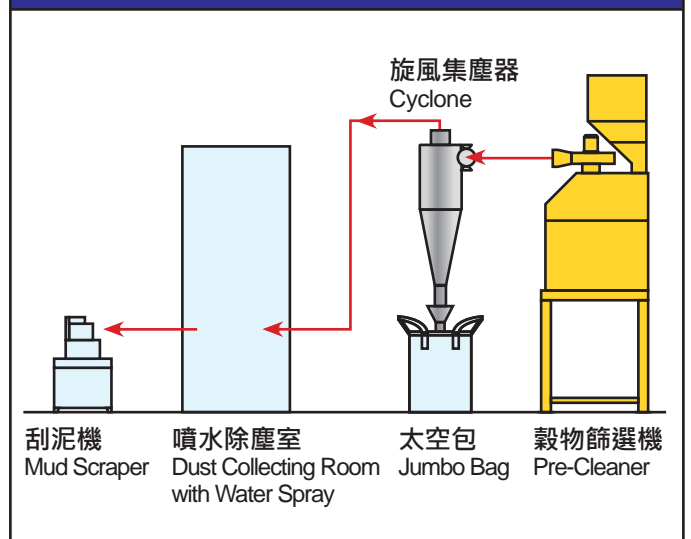 旋風集塵器
Cyclone
刮泥機
Mud Scraper
噴水除塵室
Dust Collecting Room
with Water Spray
太空包
Jumbo Bag
穀物篩選機
Pre-Cleaner